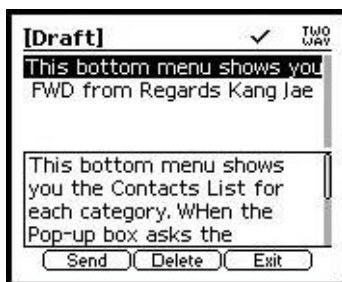 [Draft]
TWO WAY
This bottom menu shows you
FWD from Regards Kang Jae
This bottom menu shows
you the Contacts List for
each category. WHen the
Pop-up box asks the
Send Delete Exit